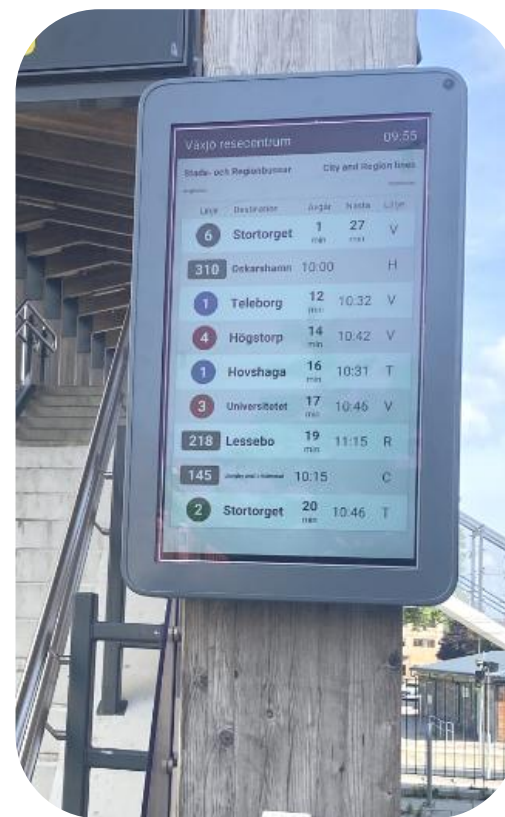 Växjö resecentrum 09:55
Stads- och Regionbussar City and Region lines
Linje Destination Avgår Nästa Läge
6 Stortorget 1 min 27 min V
310 Oskarshamn 10:00 H
1 Teleborg 12 min 10:32 V
4 Högstorp 14 min 10:42 V
1 Hovshaga 16 min 10:31 T
3 Universitetet 17 min 10:46 V
218 Lessebo 19 min 11:15 R
145 10:15 C
2 Stortorget 20 min 10:46 T